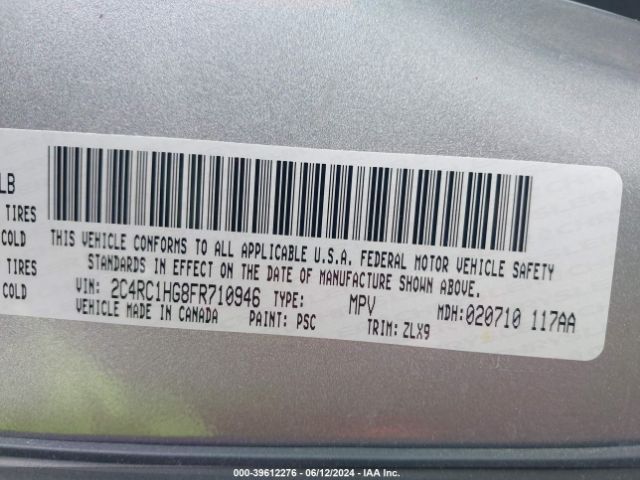 LB
TIRES
COLD
TIRES
COLD
THIS VEHICLE CONFORMS TO ALL APPLICABLE U.S.A. FEDERAL MOTOR VEHICLE SAFETY
STANDARDS IN EFFECT ON THE DATE OF MANUFACTURE SHOWN ABOVE.
VIN: 2C4RC1HG8FR710946 TYPE: MPV MDH:020710 117AA
VEHICLE MADE IN CANADA PAINT: PSC TRIM: ZLX9
000-39612276 - 06/12/2024 - IAA Inc.